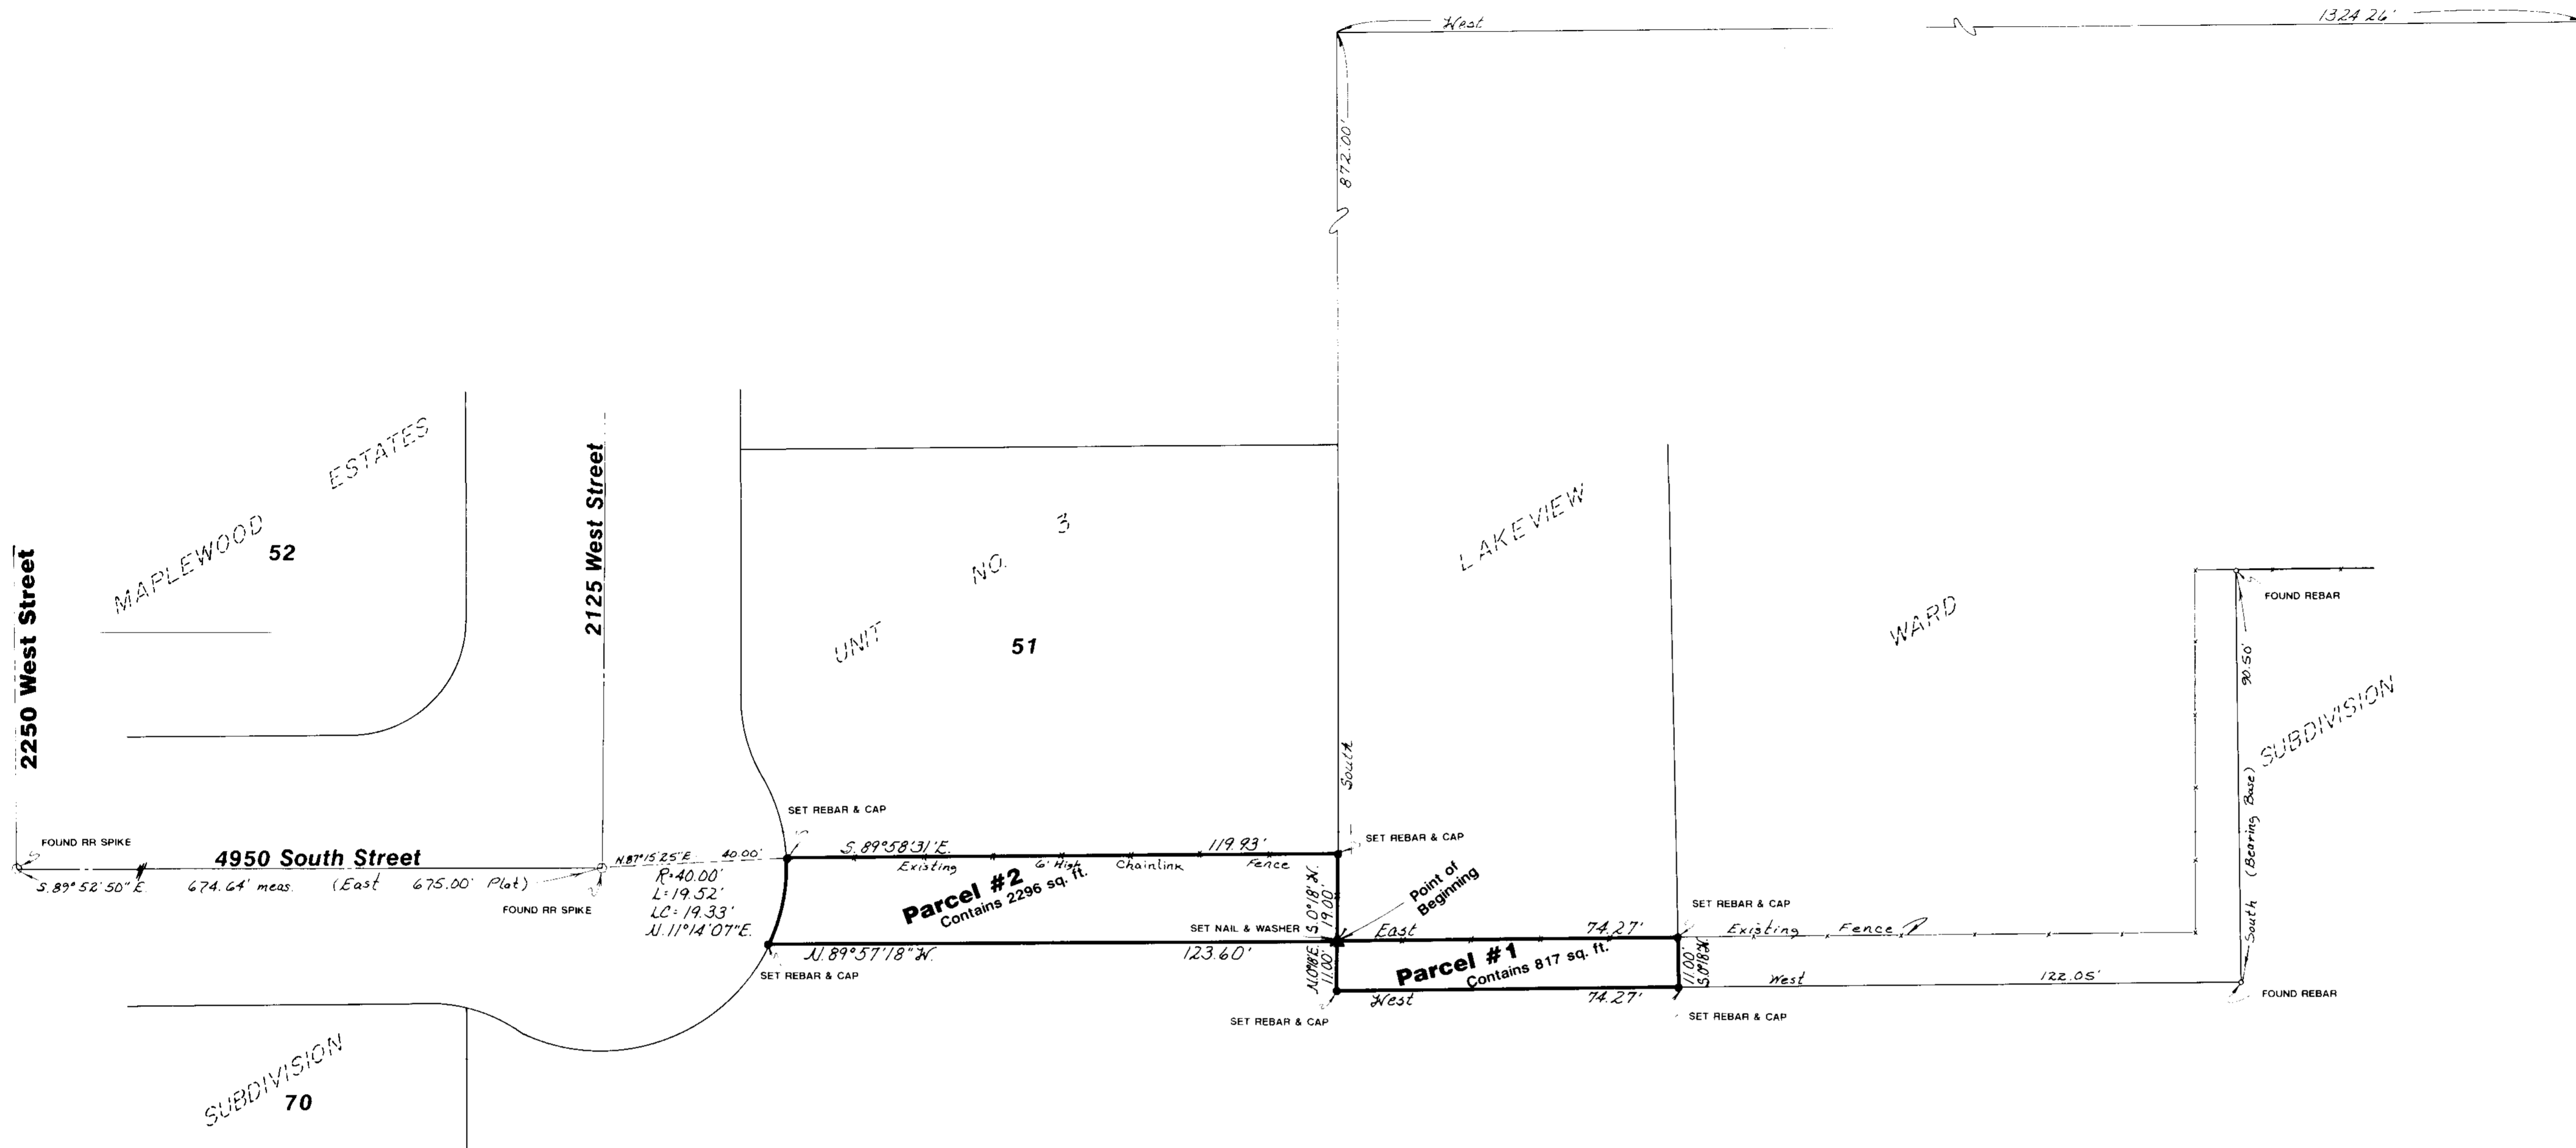 West
1324.26'
872.00'
South
MAPLEWOOD ESTATES
52
2250 West Street
2125 West Street
UNIT NO. 3
51
LAKEVIEW WARD SUBDIVISION
FOUND REBAR
90.50'
South (Bearing Base)
FOUND REBAR
FOUND RR SPIKE
4950 South Street
S.89°52'50"E. 674.64' meas. (East 675.00' Plat)
FOUND RR SPIKE
N.87°15'25"E. 40.00'
R=40.00'
L=19.52'
LC=19.33'
N.11°14'07"E.
SET REBAR & CAP
S.89°58'31"E. 119.93'
Existing 6' High Chainlink Fence
Parcel #2
Contains 2296 sq. ft.
SET REBAR & CAP
S.0°18'W.
19.00'
Point of
Beginning
SET NAIL & WASHER
N.89°57'18"W. 123.60'
SET REBAR & CAP
N.0°18'E.
11.00'
East 74.27'
Parcel #1
Contains 817 sq. ft.
West 74.27'
SET REBAR & CAP
SET REBAR & CAP
Existing Fence
11.00'
S.0°18'W.
West 122.05'
SET REBAR & CAP
SUBDIVISION
70